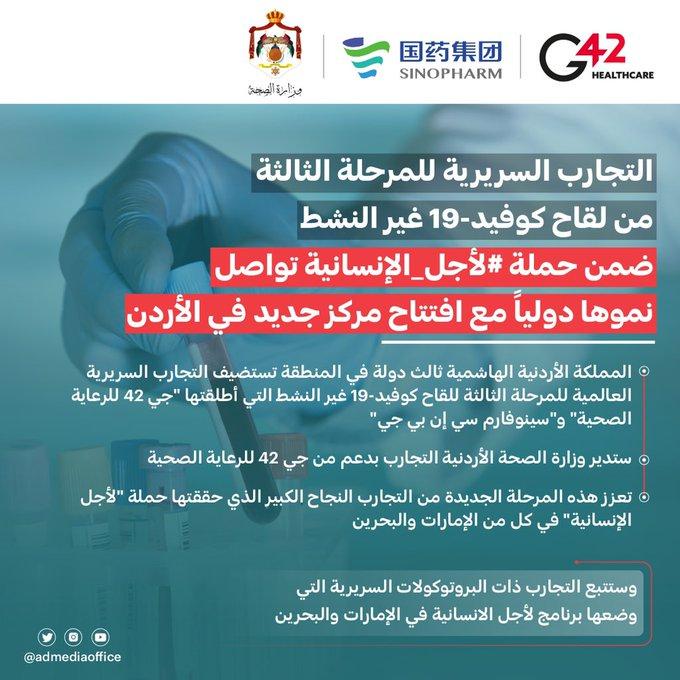 وزارة الصحة
国药集团
SINOPHARM
G42
HEALTHCARE
التجارب السريرية للمرحلة الثالثة
من لقاح كوفيد-19 غير النشط
ضمن حملة #لأجل_الإنسانية تواصل
نموها دولياً مع افتتاح مركز جديد في الأردن
المملكة الأردنية الهاشمية ثالث دولة في المنطقة تستضيف التجارب السريرية
العالمية للمرحلة الثالثة للقاح كوفيد-19 غير النشط التي أطلقتها "جي 42 للرعاية
الصحية" و"سينوفارم سي إن بي جي"
ستدير وزارة الصحة الأردنية التجارب بدعم من جي 42 للرعاية الصحية
تعزز هذه المرحلة الجديدة من التجارب النجاح الكبير الذي حققتها حملة "لأجل
الإنسانية" في كل من الإمارات والبحرين
وستتبع التجارب ذات البروتوكولات السريرية التي
وضعها برنامج لأجل الانسانية في الإمارات والبحرين
@admediaoffice